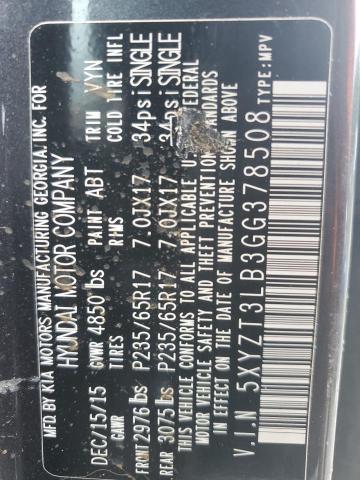 MFD.BY KIA MOTORS MANUFACTURING GEORGIA, INC. FOR
HYUNDAI MOTOR COMPANY
DEC/15/15 PAINT ABT TRIM VYN
GVWR 4850 lbs
GAWR TIRES RIMS COLD TIRE INFL
FRONT 2976 lbs P235/65R17 7.0JX17 34psi SINGLE
REAR 3075 lbs P235/65R17 7.0JX17 34psi SINGLE
THIS VEHICLE CONFORMS TO ALL APPLICABLE FEDERAL
MOTOR VEHICLE SAFETY AND THEFT PREVENTION STANDARDS
IN EFFECT ON THE DATE OF MANUFACTURE SHOWN ABOVE
V.I.N 5XYZT3LB3GG378508 TYPE:MPV